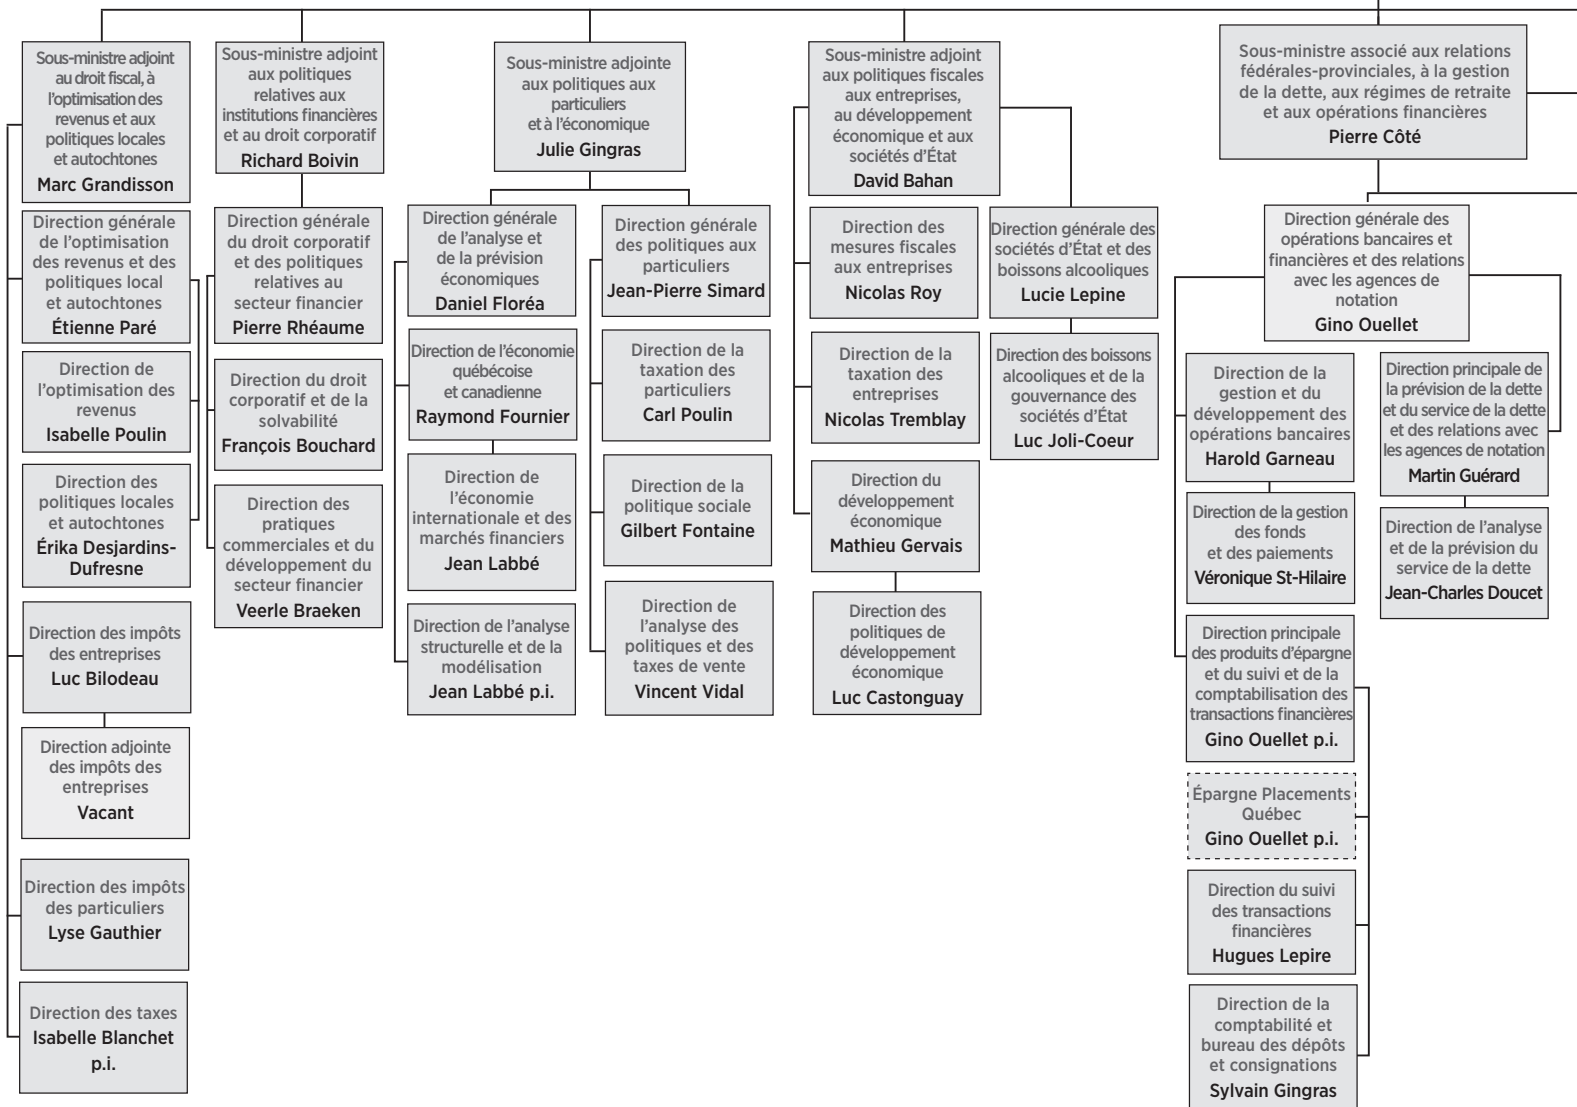 Sous-ministre adjoint
au droit fiscal, à
l'optimisation des
revenus et aux
politiques locales
et autochtones
Marc Grandisson
Direction générale
de l'optimisation
des revenus et des
politiques local
et autochtones
Étienne Paré
Direction de
l'optimisation des
revenus
Isabelle Poulin
Direction des
politiques locales
et autochtones
Érika Desjardins-
Dufresne
Direction des impôts
des entreprises
Luc Bilodeau
Direction adjointe
des impôts des
entreprises
Vacant
Direction des impôts
des particuliers
Lyse Gauthier
Direction des taxes
Isabelle Blanchet
p.i.
Sous-ministre adjoint
aux politiques
relatives aux
institutions financières
et au droit corporatif
Richard Boivin
Direction générale
du droit corporatif
et des politiques
relatives au
secteur financier
Pierre Rhéaume
Direction du droit
corporatif et de la
solvabilité
François Bouchard
Direction des
pratiques
commerciales et du
développement du
secteur financier
Veerle Braeken
Sous-ministre adjointe
aux politiques aux
particuliers
et à l'économique
Julie Gingras
Direction générale
de l'analyse et
de la prévision
économiques
Daniel Floréa
Direction de l'économie
québécoise
et canadienne
Raymond Fournier
Direction de
l'économie
internationale et des
marchés financiers
Jean Labbé
Direction de l'analyse
structurelle et de la
modélisation
Jean Labbé p.i.
Direction générale
des politiques aux
particuliers
Jean-Pierre Simard
Direction de la
taxation des
particuliers
Carl Poulin
Direction de la
politique sociale
Gilbert Fontaine
Direction de
l'analyse des
politiques et des
taxes de vente
Vincent Vidal
Sous-ministre adjoint
aux politiques fiscales
aux entreprises,
au développement
économique et aux
sociétés d'État
David Bahan
Direction des
mesures fiscales
aux entreprises
Nicolas Roy
Direction de la
taxation des
entreprises
Nicolas Tremblay
Direction du
développement
économique
Mathieu Gervais
Direction des
politiques de
développement
économique
Luc Castonguay
Direction générale des
sociétés d'État et des
boissons alcooliques
Lucie Lepine
Direction des boissons
alcooliques et de la
gouvernance des
sociétés d'État
Luc Joli-Coeur
Sous-ministre associé aux relations
fédérales-provinciales, à la gestion
de la dette, aux régimes de retraite
et aux opérations financières
Pierre Côté
Direction générale des
opérations bancaires et
financières et des relations
avec les agences de
notation
Gino Ouellet
Direction de la
gestion et du
développement des
opérations bancaires
Harold Garneau
Direction de la gestion
des fonds
et des paiements
Véronique St-Hilaire
Direction principale
des produits d'épargne
et du suivi et de la
comptabilisation des
transactions financières
Gino Ouellet p.i.
Épargne Placements
Québec
Gino Ouellet p.i.
Direction du suivi
des transactions
financières
Hugues Lepire
Direction de la
comptabilité et
bureau des dépôts
et consignations
Sylvain Gingras
Direction principale de
la prévision de la dette
et du service de la dette
et des relations avec
les agences de notation
Martin Guérard
Direction de l'analyse
et de la prévision du
service de la dette
Jean-Charles Doucet